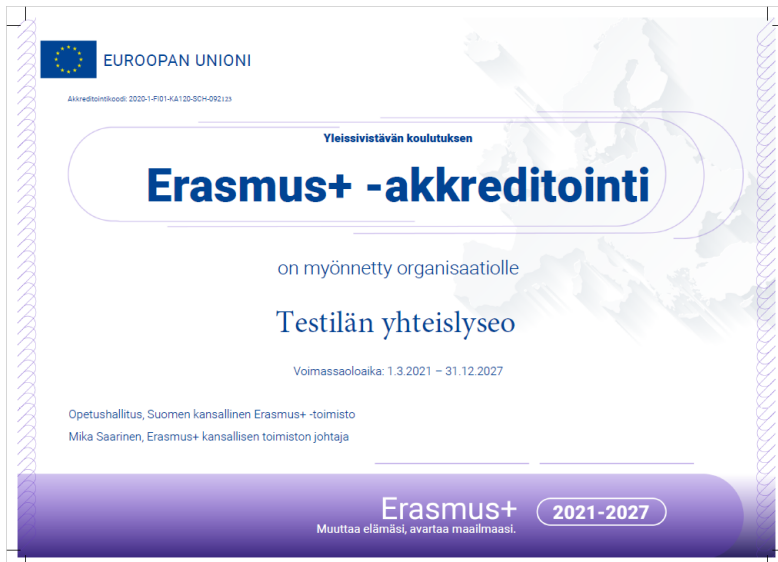 EUROOPAN UNIONI
Akkreditointikoodi: 2020-1-FI01-KA120-SCH-092123
Yleissivistävän koulutuksen
Erasmus+ -akkreditointi
on myönnetty organisaatiolle
Testilän yhteislyseo
Voimassaoloaika: 1.3.2021 – 31.12.2027
Opetushallitus, Suomen kansallinen Erasmus+ -toimisto
Mika Saarinen, Erasmus+ kansallisen toimiston johtaja
Erasmus+ 2021-2027
Muuttaa elämäsi, avartaa maailmaasi.